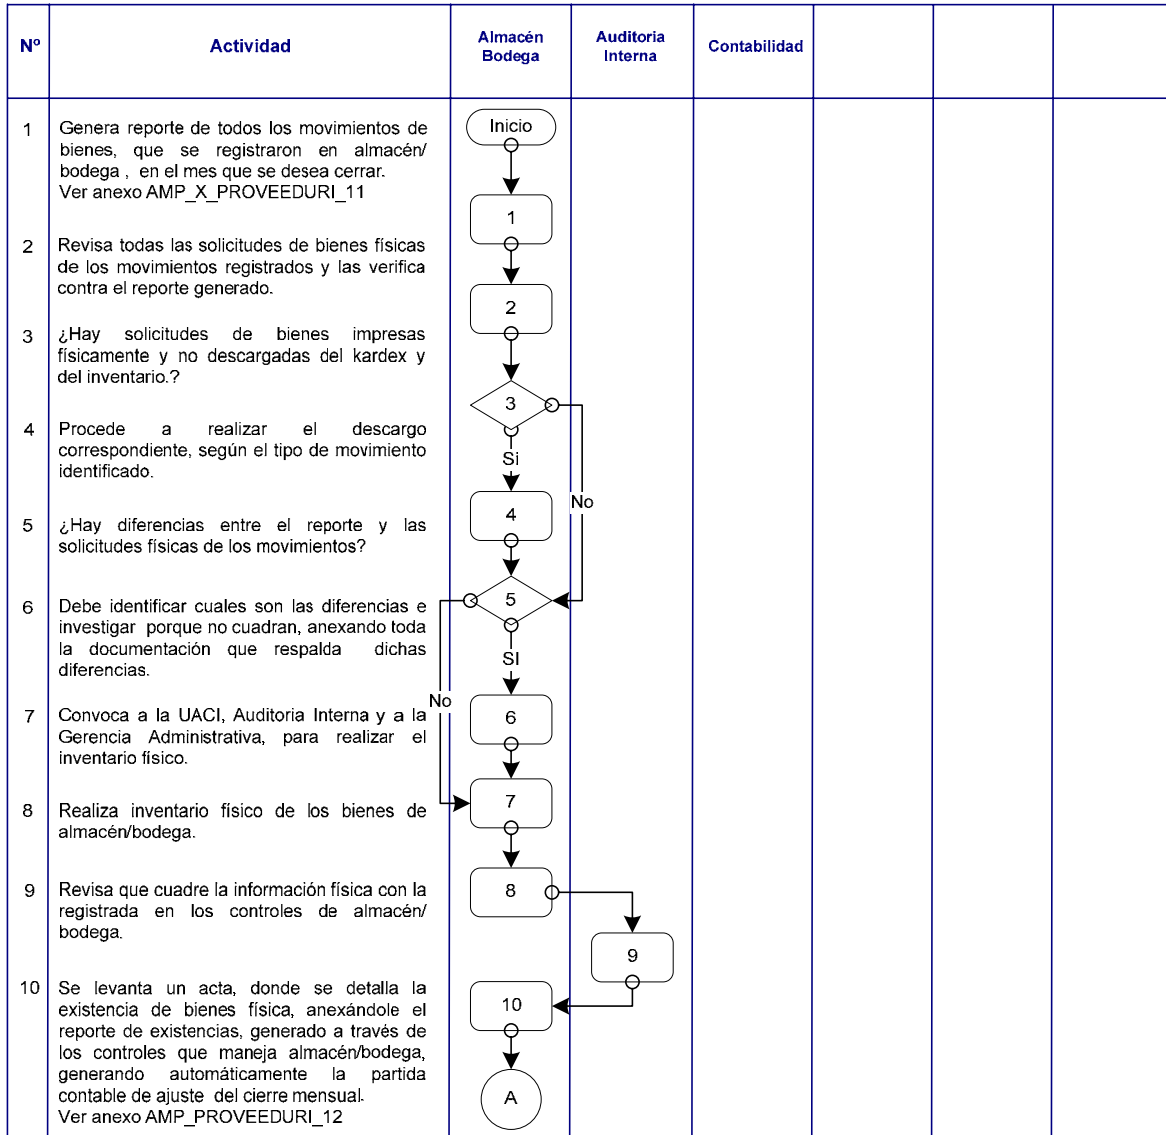 Nº
Actividad
Almacén
Bodega
Auditoria
Interna
Contabilidad
1
Genera reporte de todos los movimientos de
bienes, que se registraron en almacén/
bodega , en el mes que se desea cerrar.
Ver anexo AMP_X_PROVEEDURI_11
2
Revisa todas las solicitudes de bienes físicas
de los movimientos registrados y las verifica
contra el reporte generado.
3
¿Hay solicitudes de bienes impresas
físicamente y no descargadas del kardex y
del inventario.?
4
Procede a realizar el descargo
correspondiente, según el tipo de movimiento
identificado.
5
¿Hay diferencias entre el reporte y las
solicitudes físicas de los movimientos?
6
Debe identificar cuales son las diferencias e
investigar porque no cuadran, anexando toda
la documentación que respalda dichas
diferencias.
7
Convoca a la UACI, Auditoria Interna y a la
Gerencia Administrativa, para realizar el
inventario físico.
8
Realiza inventario físico de los bienes de
almacén/bodega.
9
Revisa que cuadre la información física con la
registrada en los controles de almacén/
bodega.
10
Se levanta un acta, donde se detalla la
existencia de bienes física, anexándole el
reporte de existencias, generado a través de
los controles que maneja almacén/bodega,
generando automáticamente la partida
contable de ajuste del cierre mensual.
Ver anexo AMP_PROVEEDURI_12
Inicio
1
2
3
Si
No
4
5
SI
No
6
7
8
9
10
A